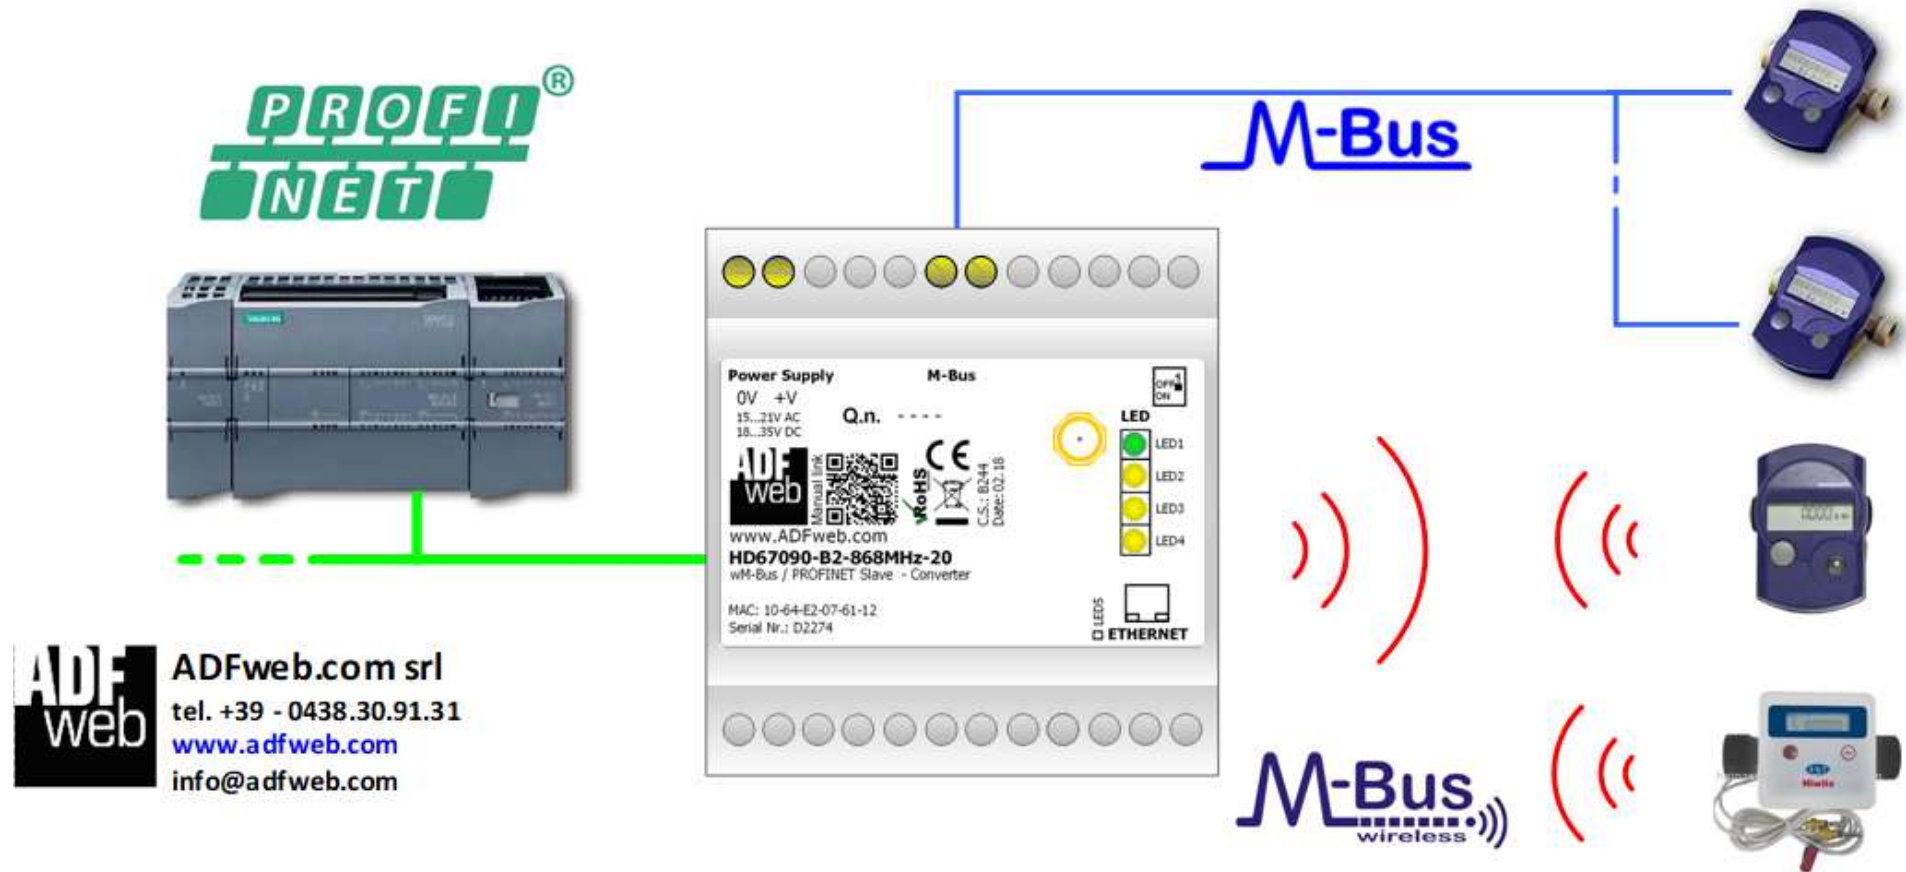 PROFI®
NET
M-Bus
Power Supply
M-Bus
0V +V
15...21V AC
18...35V DC
Q.n. - - - -
OFF 4
ON
LED
LED1
LED2
LED3
LED4
ADF
web
Manual link
RoHS
CE
C.S.: B244
Date: 02.18
www.ADFweb.com
HD67090-B2-868MHz-20
wM-Bus / PROFINET Slave - Converter
MAC: 10-64-E2-07-61-12
Serial Nr.: D2274
LED5
ETHERNET
ADF
web
ADFweb.com srl
tel. +39 - 0438.30.91.31
www.adfweb.com
info@adfweb.com
M-Bus
wireless